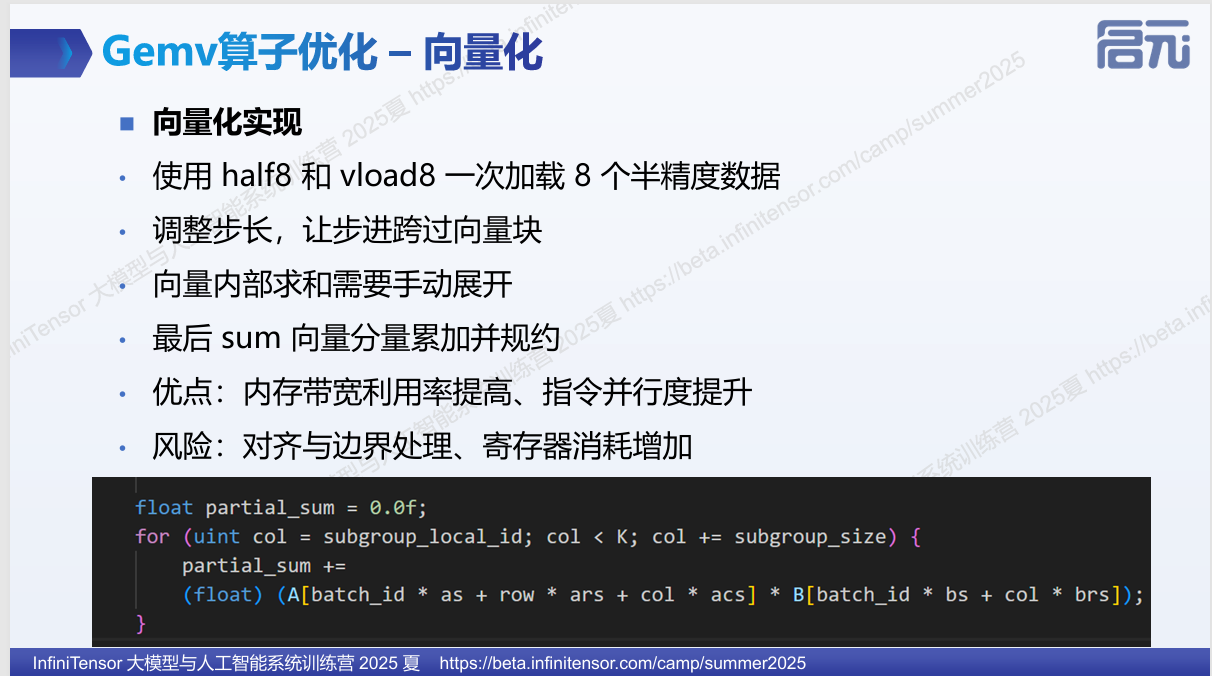 Gemv算子优化 – 向量化
启元
向量化实现
使用 half8 和 vload8 一次加载 8 个半精度数据
调整步长，让步进跨过向量块
向量内部求和需要手动展开
最后 sum 向量分量累加并规约
优点：内存带宽利用率提高、指令并行度提升
风险：对齐与边界处理、寄存器消耗增加
float partial_sum = 0.0f;
for (uint col = subgroup_local_id; col < K; col += subgroup_size) {
partial_sum +=
(float) (A[batch_id * as + row * ars + col * acs] * B[batch_id * bs + col * brs]);
}
InfiniTensor 大模型与人工智能系统训练营 2025 夏 https://beta.infinitensor.com/camp/summer2025